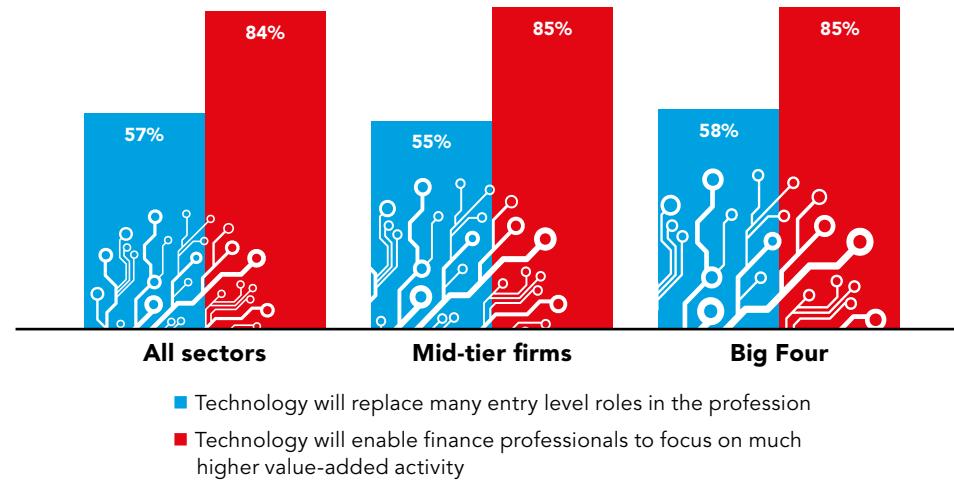 84%
85%
85%
57%
55%
58%
All sectors
Mid-tier firms
Big Four
Technology will replace many entry level roles in the profession
Technology will enable finance professionals to focus on much
higher value-added activity